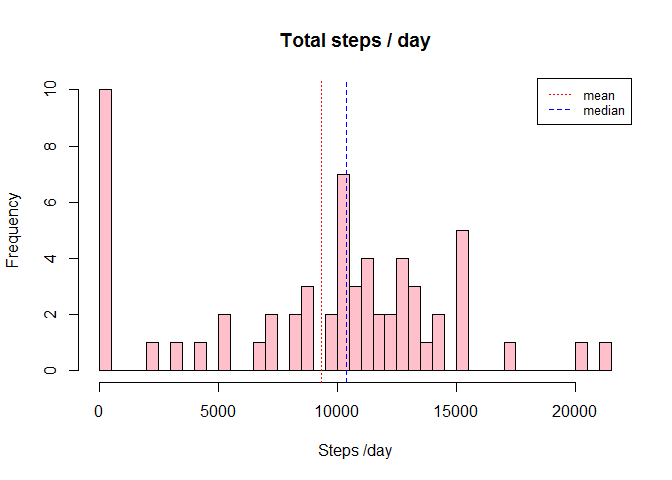 Total steps / day
mean
median
Frequency
10
8
6
4
2
0
0 5000 10000 15000 20000
Steps /day